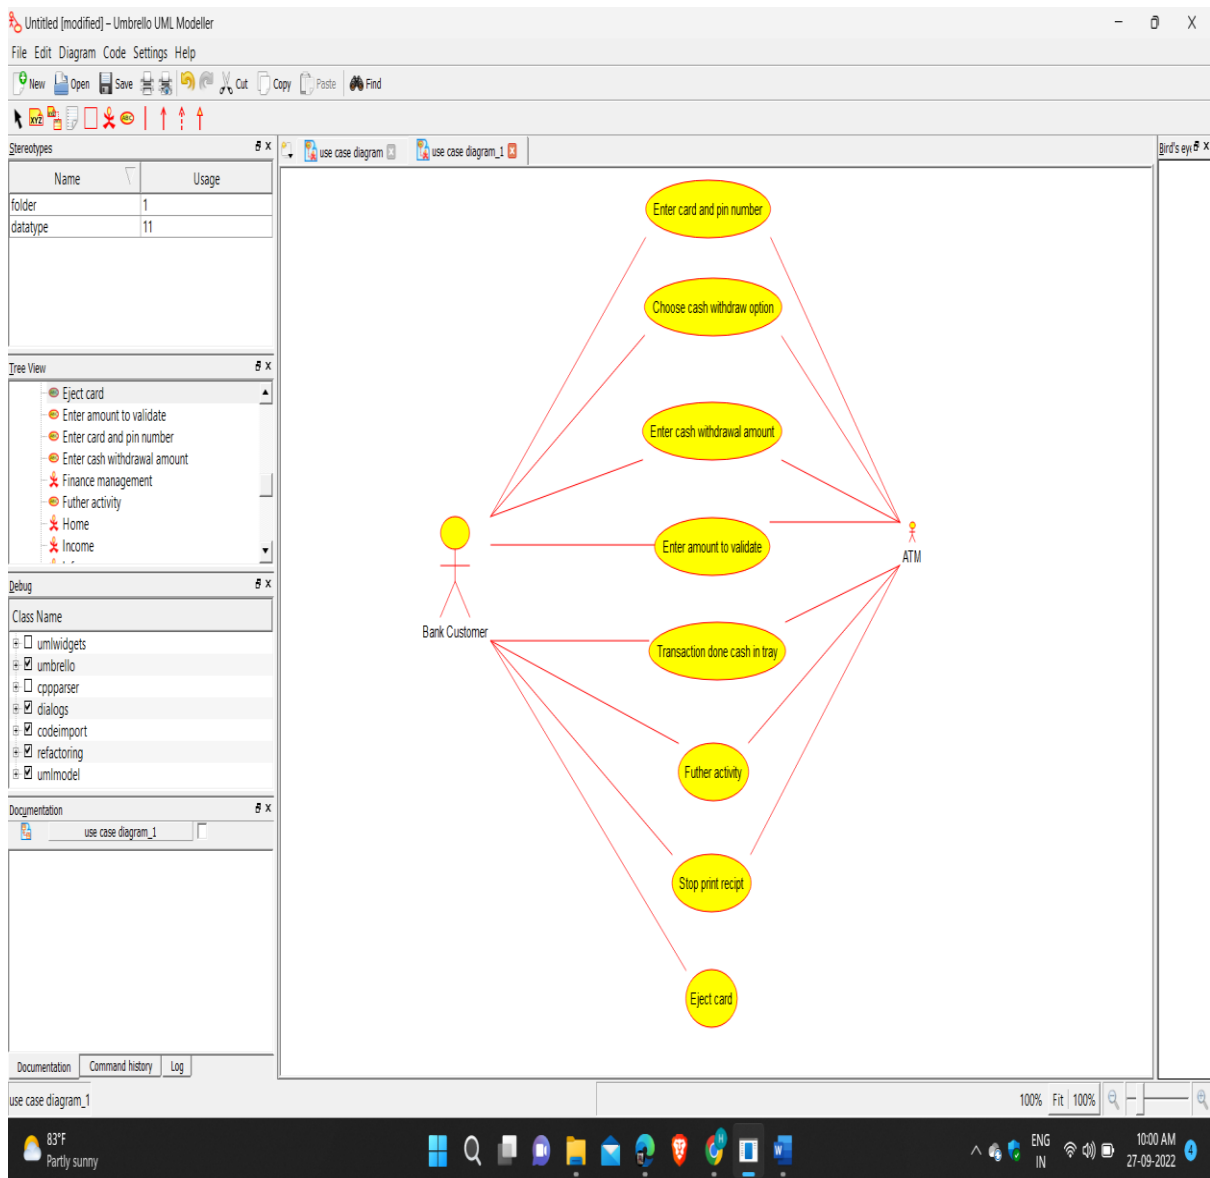 Untitled [modified] – Umbrello UML Modeller
File Edit Diagram Code Settings Help
New Open Save Cut Copy Paste Find
XYZ
ABC
Stereotypes
Name Usage
folder 1
datatype 11
Tree View
Eject card
Enter amount to validate
Enter card and pin number
Enter cash withdrawal amount
Finance management
Futher activity
Home
Income
Debug
Class Name
umlwidgets
umbrello
cppparser
dialogs
codeimport
refactoring
umlmodel
Documentation
use case diagram_1
Documentation Command history Log
use case diagram use case diagram_1
Enter card and pin number
Choose cash withdraw option
Enter cash withdrawal amount
Enter amount to validate
Transaction done cash in tray
Futher activity
Stop print recipt
Eject card
Bank Customer
ATM
Bird's eye
use case diagram_1
100% Fit 100%
83°F
Partly sunny
ENG
IN
10:00 AM
27-09-2022
4